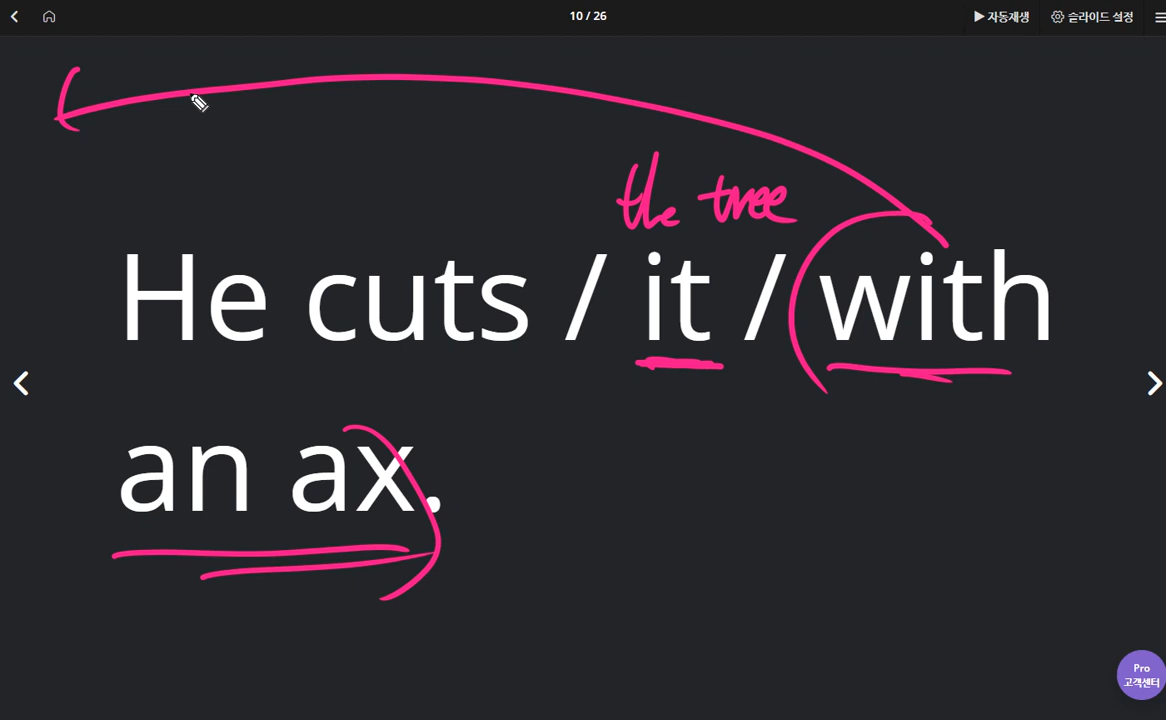 10 / 26
▶ 자동재생
슬라이드 설정
the tree
He cuts / it / with
an ax.
Pro
고객센터